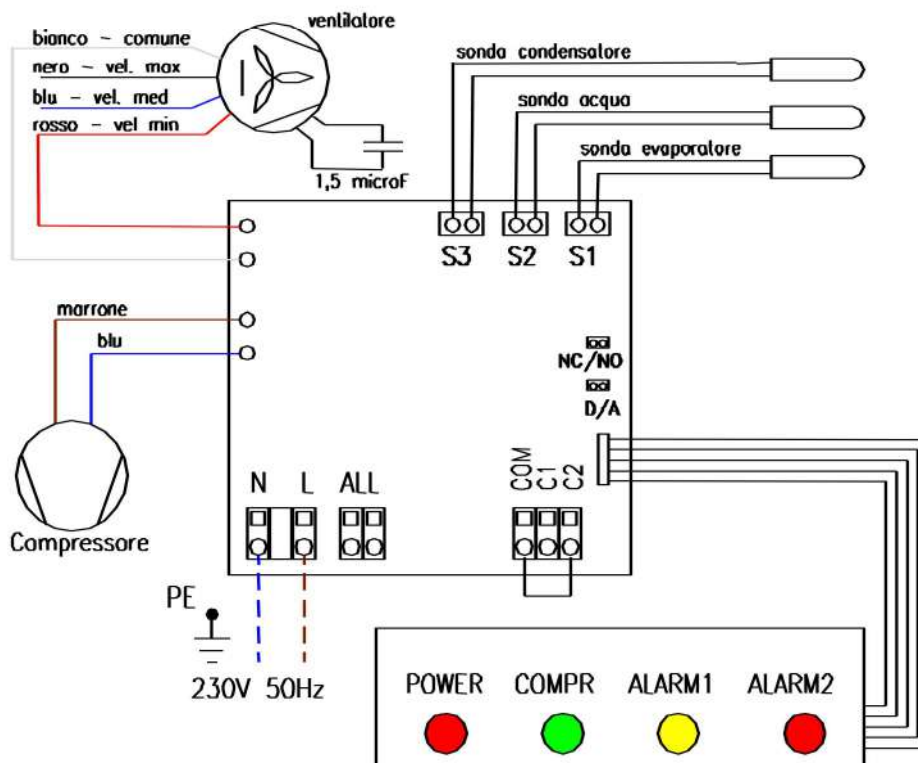 ventilatore
bianco - comune
nero - vel. max
blu - vel. med
rosso - vel min
1,5 microF
sonda condensatore
sonda acqua
sonda evaporatore
S3 S2 S1
marrone
blu
NC/NO
D/A
Compressore
N L ALL
COM C1 C2
PE
230V 50Hz
POWER COMPR ALARM1 ALARM2